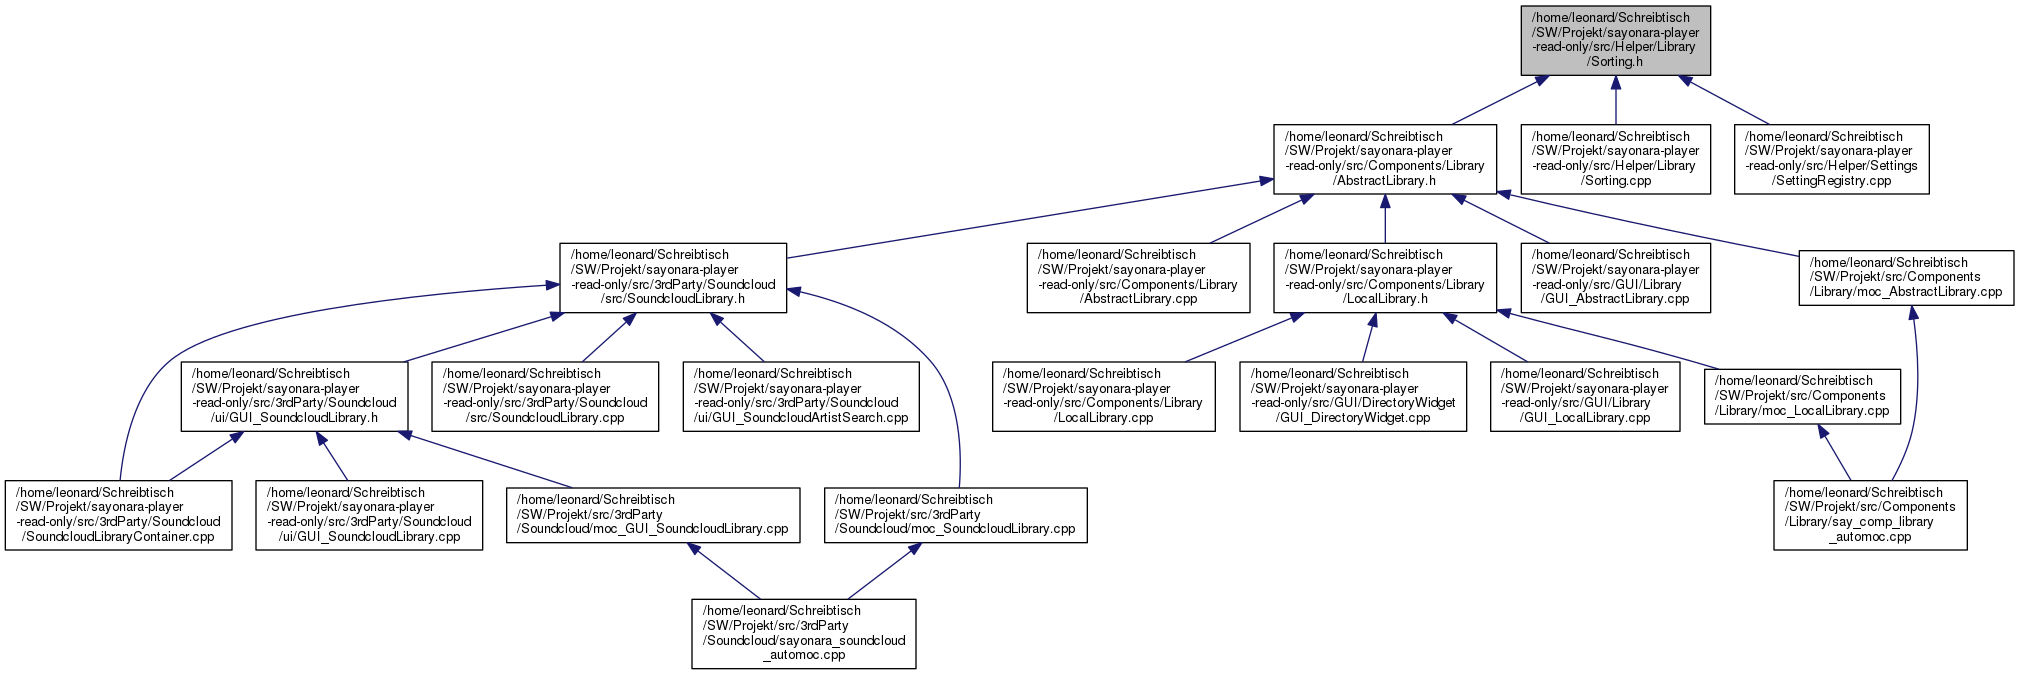 /home/leonard/Schreibtisch
/SW/Projekt/sayonara-player
-read-only/src/Helper/Library
/Sorting.h
/home/leonard/Schreibtisch
/SW/Projekt/sayonara-player
-read-only/src/Components/Library
/AbstractLibrary.h
/home/leonard/Schreibtisch
/SW/Projekt/sayonara-player
-read-only/src/Helper/Library
/Sorting.cpp
/home/leonard/Schreibtisch
/SW/Projekt/sayonara-player
-read-only/src/Helper/Settings
/SettingRegistry.cpp
/home/leonard/Schreibtisch
/SW/Projekt/sayonara-player
-read-only/src/3rdParty/Soundcloud
/src/SoundcloudLibrary.h
/home/leonard/Schreibtisch
/SW/Projekt/sayonara-player
-read-only/src/Components/Library
/AbstractLibrary.cpp
/home/leonard/Schreibtisch
/SW/Projekt/sayonara-player
-read-only/src/Components/Library
/LocalLibrary.h
/home/leonard/Schreibtisch
/SW/Projekt/sayonara-player
-read-only/src/GUI/Library
/GUI_AbstractLibrary.cpp
/home/leonard/Schreibtisch
/SW/Projekt/src/Components
/Library/moc_AbstractLibrary.cpp
/home/leonard/Schreibtisch
/SW/Projekt/sayonara-player
-read-only/src/3rdParty/Soundcloud
/ui/GUI_SoundcloudLibrary.h
/home/leonard/Schreibtisch
/SW/Projekt/sayonara-player
-read-only/src/3rdParty/Soundcloud
/src/SoundcloudLibrary.cpp
/home/leonard/Schreibtisch
/SW/Projekt/sayonara-player
-read-only/src/3rdParty/Soundcloud
/ui/GUI_SoundcloudArtistSearch.cpp
/home/leonard/Schreibtisch
/SW/Projekt/sayonara-player
-read-only/src/Components/Library
/LocalLibrary.cpp
/home/leonard/Schreibtisch
/SW/Projekt/sayonara-player
-read-only/src/GUI/DirectoryWidget
/GUI_DirectoryWidget.cpp
/home/leonard/Schreibtisch
/SW/Projekt/sayonara-player
-read-only/src/GUI/Library
/GUI_LocalLibrary.cpp
/home/leonard/Schreibtisch
/SW/Projekt/src/Components
/Library/moc_LocalLibrary.cpp
/home/leonard/Schreibtisch
/SW/Projekt/sayonara-player
-read-only/src/3rdParty/Soundcloud
/SoundcloudLibraryContainer.cpp
/home/leonard/Schreibtisch
/SW/Projekt/sayonara-player
-read-only/src/3rdParty/Soundcloud
/ui/GUI_SoundcloudLibrary.cpp
/home/leonard/Schreibtisch
/SW/Projekt/src/3rdParty
/Soundcloud/moc_GUI_SoundcloudLibrary.cpp
/home/leonard/Schreibtisch
/SW/Projekt/src/3rdParty
/Soundcloud/moc_SoundcloudLibrary.cpp
/home/leonard/Schreibtisch
/SW/Projekt/src/Components
/Library/say_comp_library
_automoc.cpp
/home/leonard/Schreibtisch
/SW/Projekt/src/3rdParty
/Soundcloud/sayonara_soundcloud
_automoc.cpp